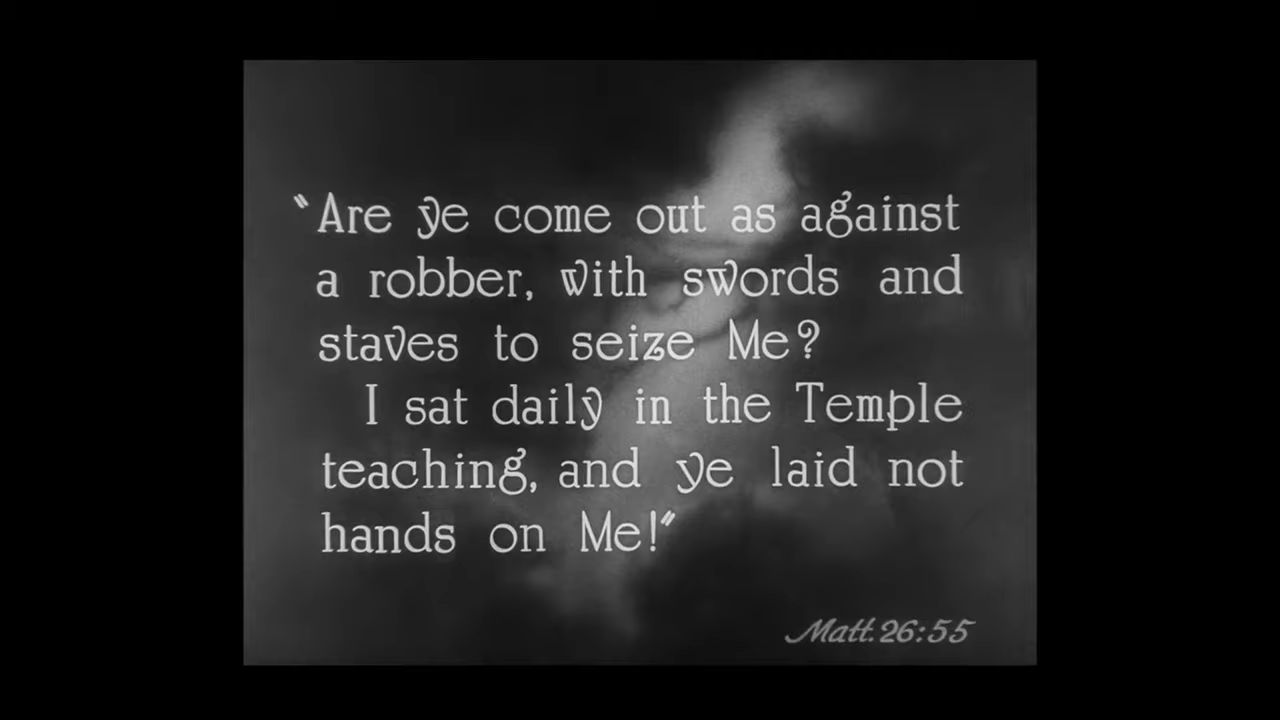 "Are ye come out as against
a robber, with swords and
staves to seize Me?
I sat daily in the Temple
teaching, and ye laid not
hands on Me!"
Matt. 26:55